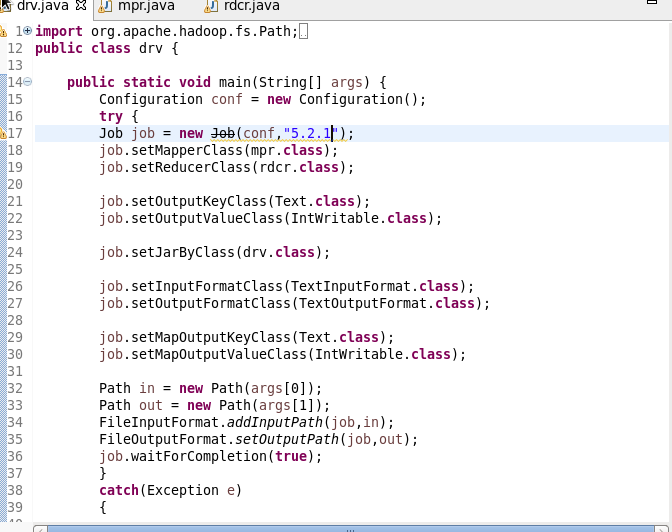 drv.java mpr.java rdcr.java
1 import org.apache.hadoop.fs.Path;
12 public class drv {
13
14 public static void main(String[] args) {
15 Configuration conf = new Configuration();
16 try {
17 Job job = new Job(conf,"5.2.1");
18 job.setMapperClass(mpr.class);
19 job.setReducerClass(rdcr.class);
20
21 job.setOutputKeyClass(Text.class);
22 job.setOutputValueClass(IntWritable.class);
23
24 job.setJarByClass(drv.class);
25
26 job.setInputFormatClass(TextInputFormat.class);
27 job.setOutputFormatClass(TextOutputFormat.class);
28
29 job.setMapOutputKeyClass(Text.class);
30 job.setMapOutputValueClass(IntWritable.class);
31
32 Path in = new Path(args[0]);
33 Path out = new Path(args[1]);
34 FileInputFormat.addInputPath(job,in);
35 FileOutputFormat.setOutputPath(job,out);
36 job.waitForCompletion(true);
37 }
38 catch(Exception e)
39 {